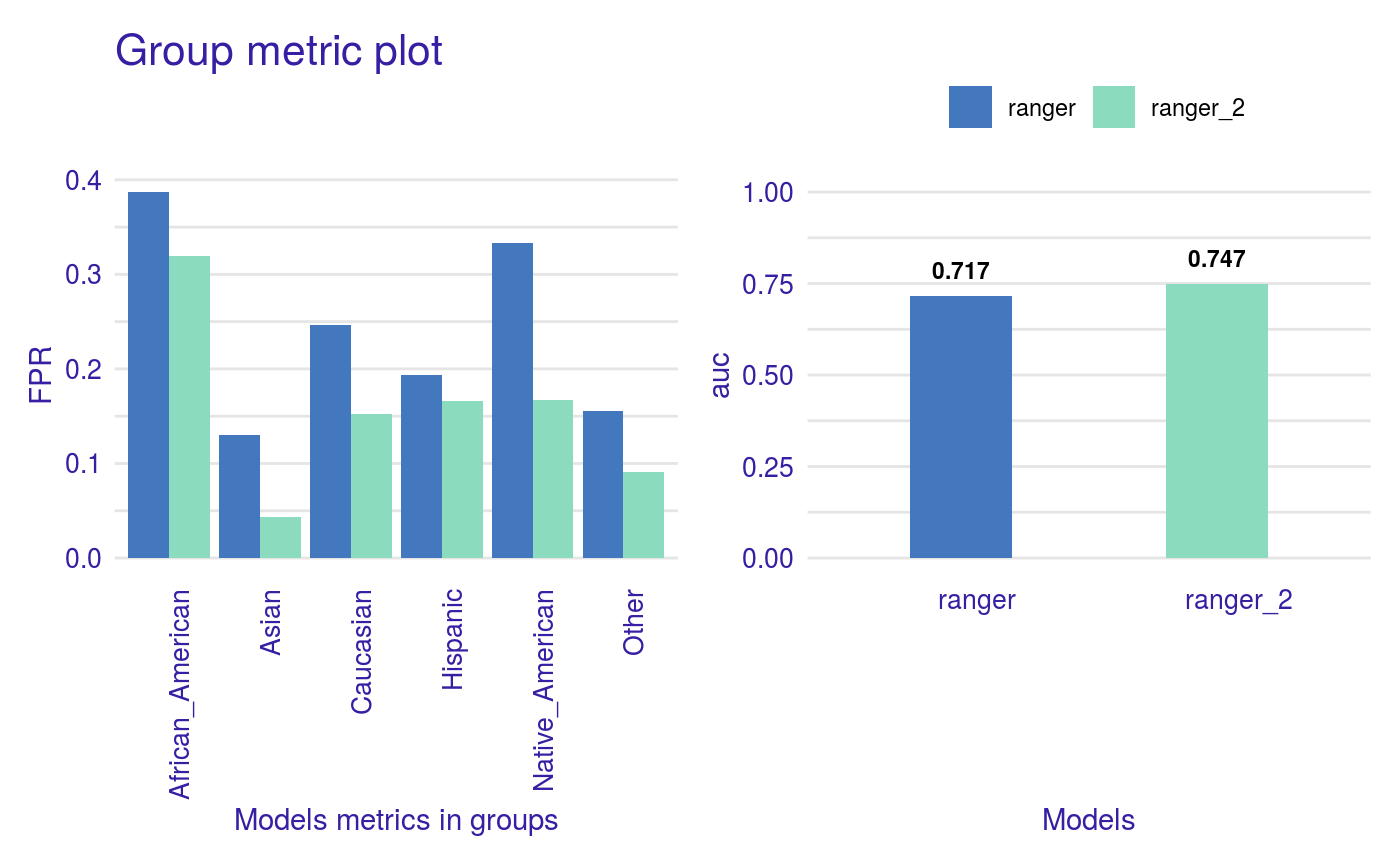 Group metric plot
ranger
ranger_2
0.4
0.3
0.2
0.1
0.0
FPR
African_American
Asian
Caucasian
Hispanic
Native_American
Other
Models metrics in groups
1.00
0.75
0.50
0.25
0.00
auc
0.717
0.747
ranger
ranger_2
Models